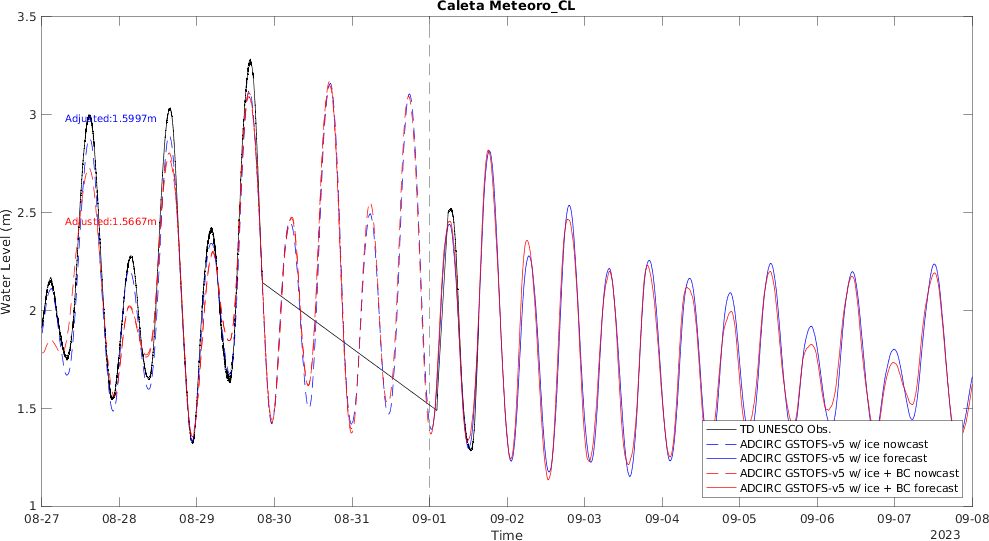 Caleta Meteoro_CL
3.5
3
2.5
2
1.5
1
Water Level (m)
Adjusted:1.5997m
Adjusted:1.5667m
TD UNESCO Obs.
ADCIRC GSTOFS-v5 w/ ice nowcast
ADCIRC GSTOFS-v5 w/ ice forecast
ADCIRC GSTOFS-v5 w/ ice + BC nowcast
ADCIRC GSTOFS-v5 w/ ice + BC forecast
08-27 08-28 08-29 08-30 08-31 09-01 09-02 09-03 09-04 09-05 09-06 09-07 09-08
Time
2023